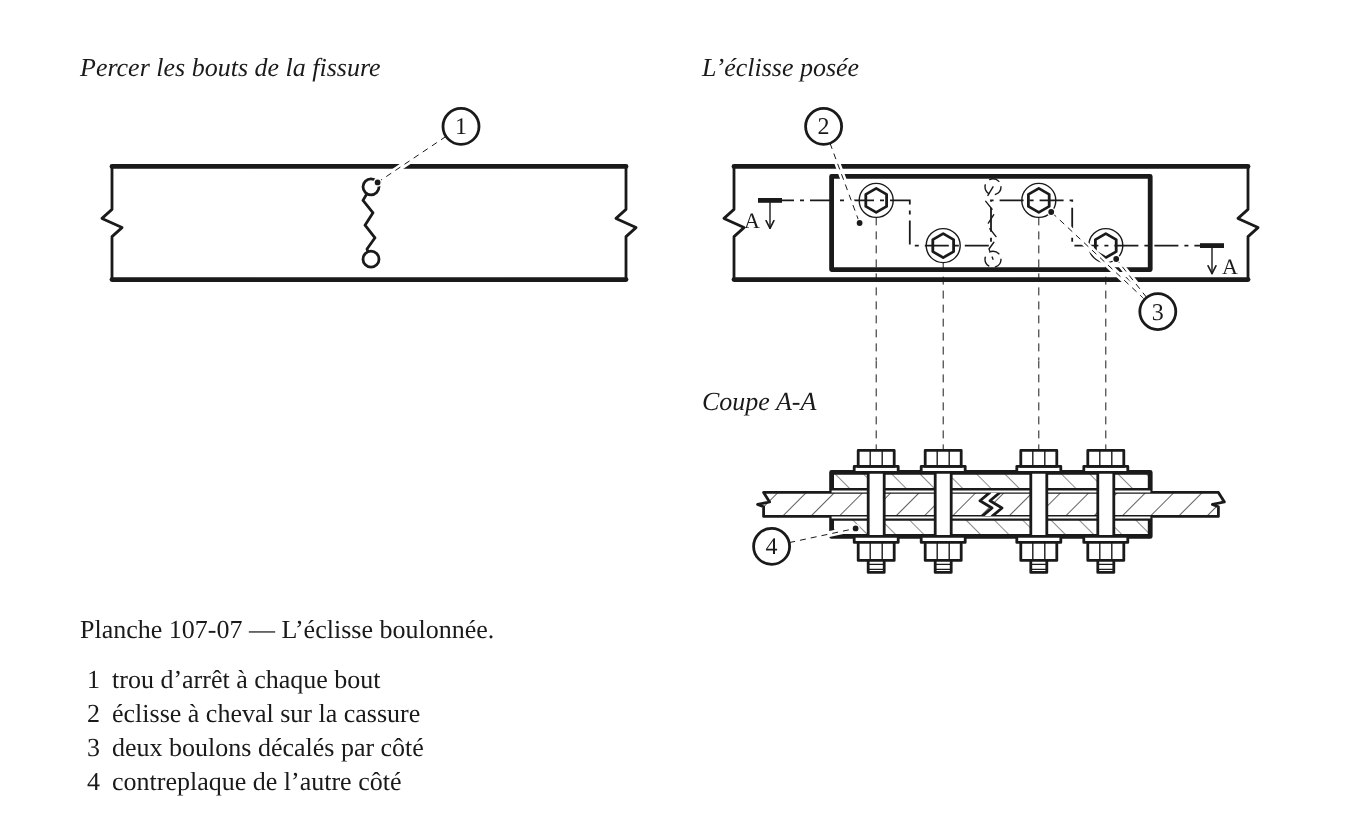 Percer les bouts de la fissure
L’éclisse posée
1
2
A
A
3
Coupe A-A
4
Planche 107-07 — L’éclisse boulonnée.
1 trou d’arrêt à chaque bout
2 éclisse à cheval sur la cassure
3 deux boulons décalés par côté
4 contreplaque de l’autre côté